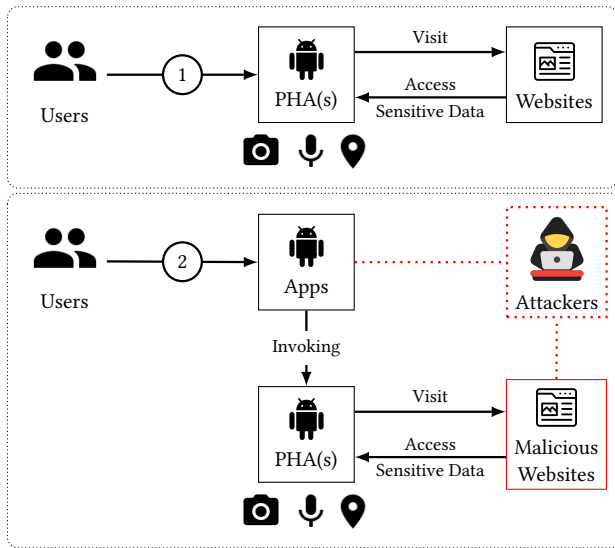 Users
1
PHA(s)
Visit
Access
Sensitive Data
Websites
Users
2
Apps
Attackers
Invoking
PHA(s)
Visit
Access
Sensitive Data
Malicious
Websites